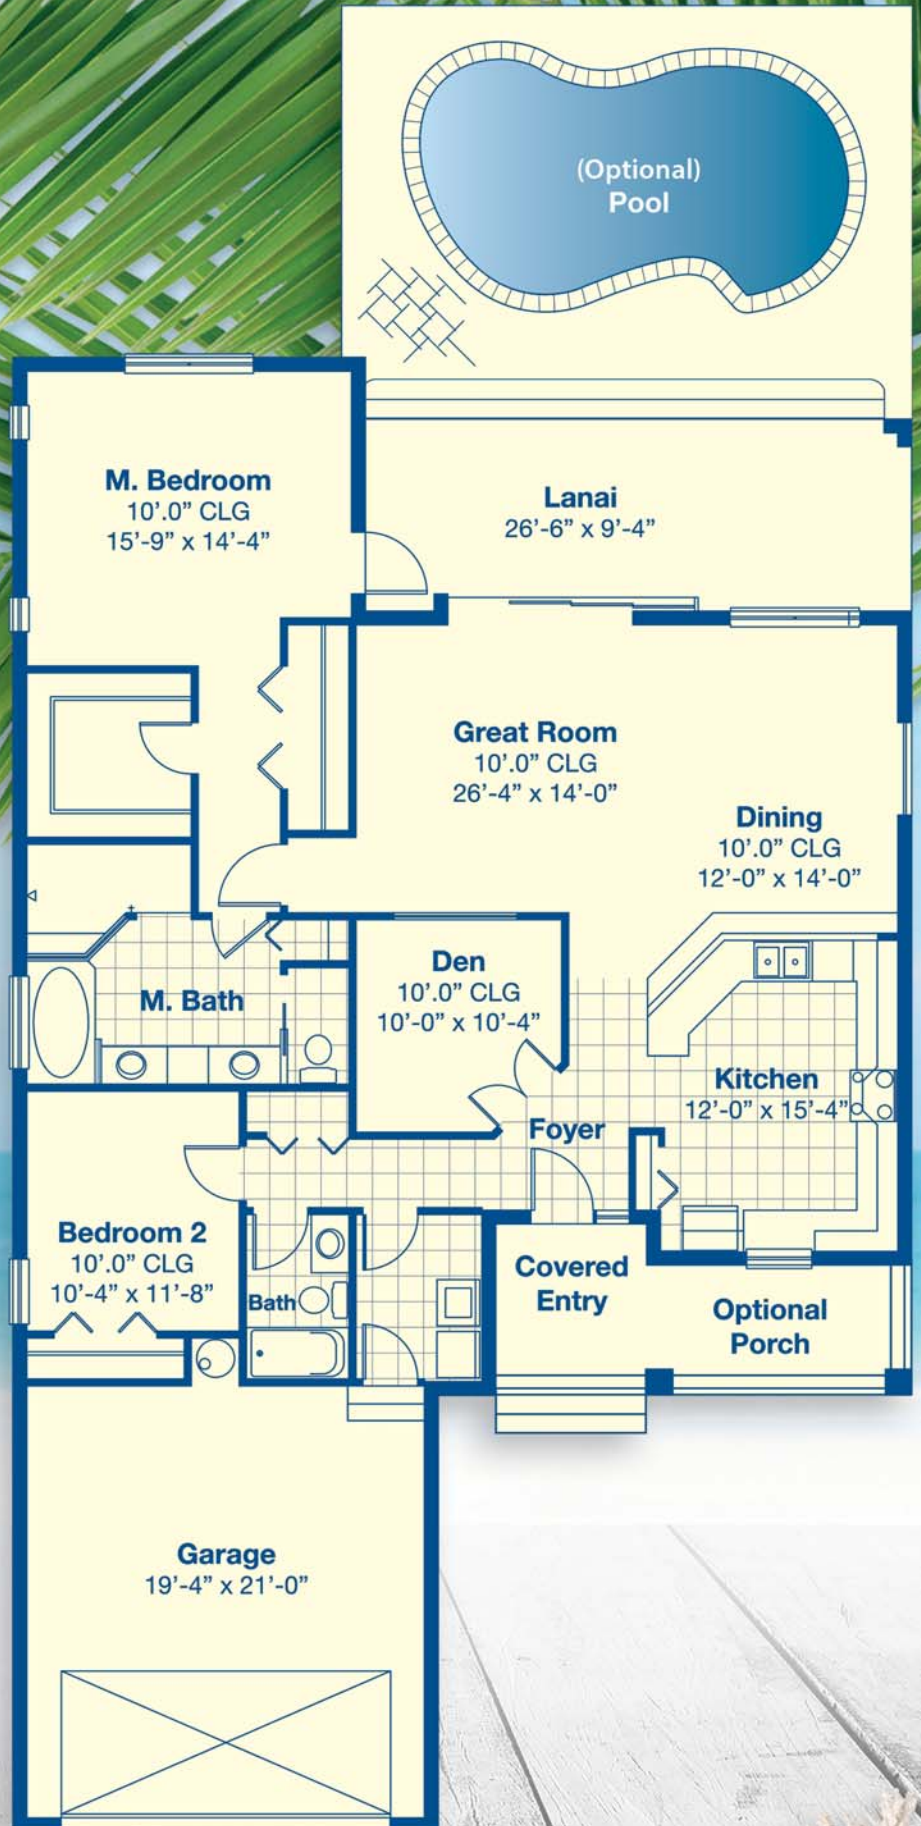 (Optional)
Pool
M. Bedroom
10’.0” CLG
15’-9” x 14’-4”
Lanai
26’-6” x 9’-4”
Great Room
10’.0” CLG
26’-4” x 14’-0”
Dining
10’.0” CLG
12’-0” x 14’-0”
Den
10’.0” CLG
10’-0” x 10’-4”
M. Bath
Kitchen
12’-0” x 15’-4”
Foyer
Bedroom 2
10’.0” CLG
10’-4” x 11’-8”
Bath
Covered
Entry
Optional
Porch
Garage
19’-4” x 21’-0”